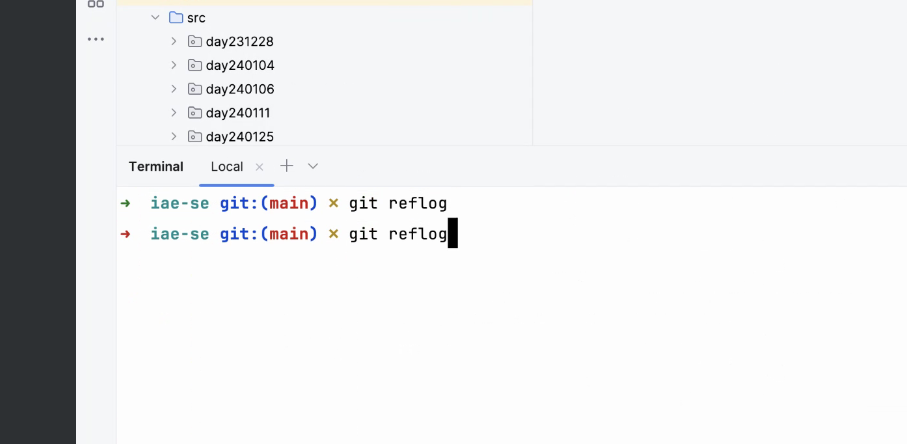 src
day231228
day240104
day240106
day240111
day240125
Terminal Local × + 
➜ iae-se git:(main) ✗ git reflog
➜ iae-se git:(main) ✗ git reflog